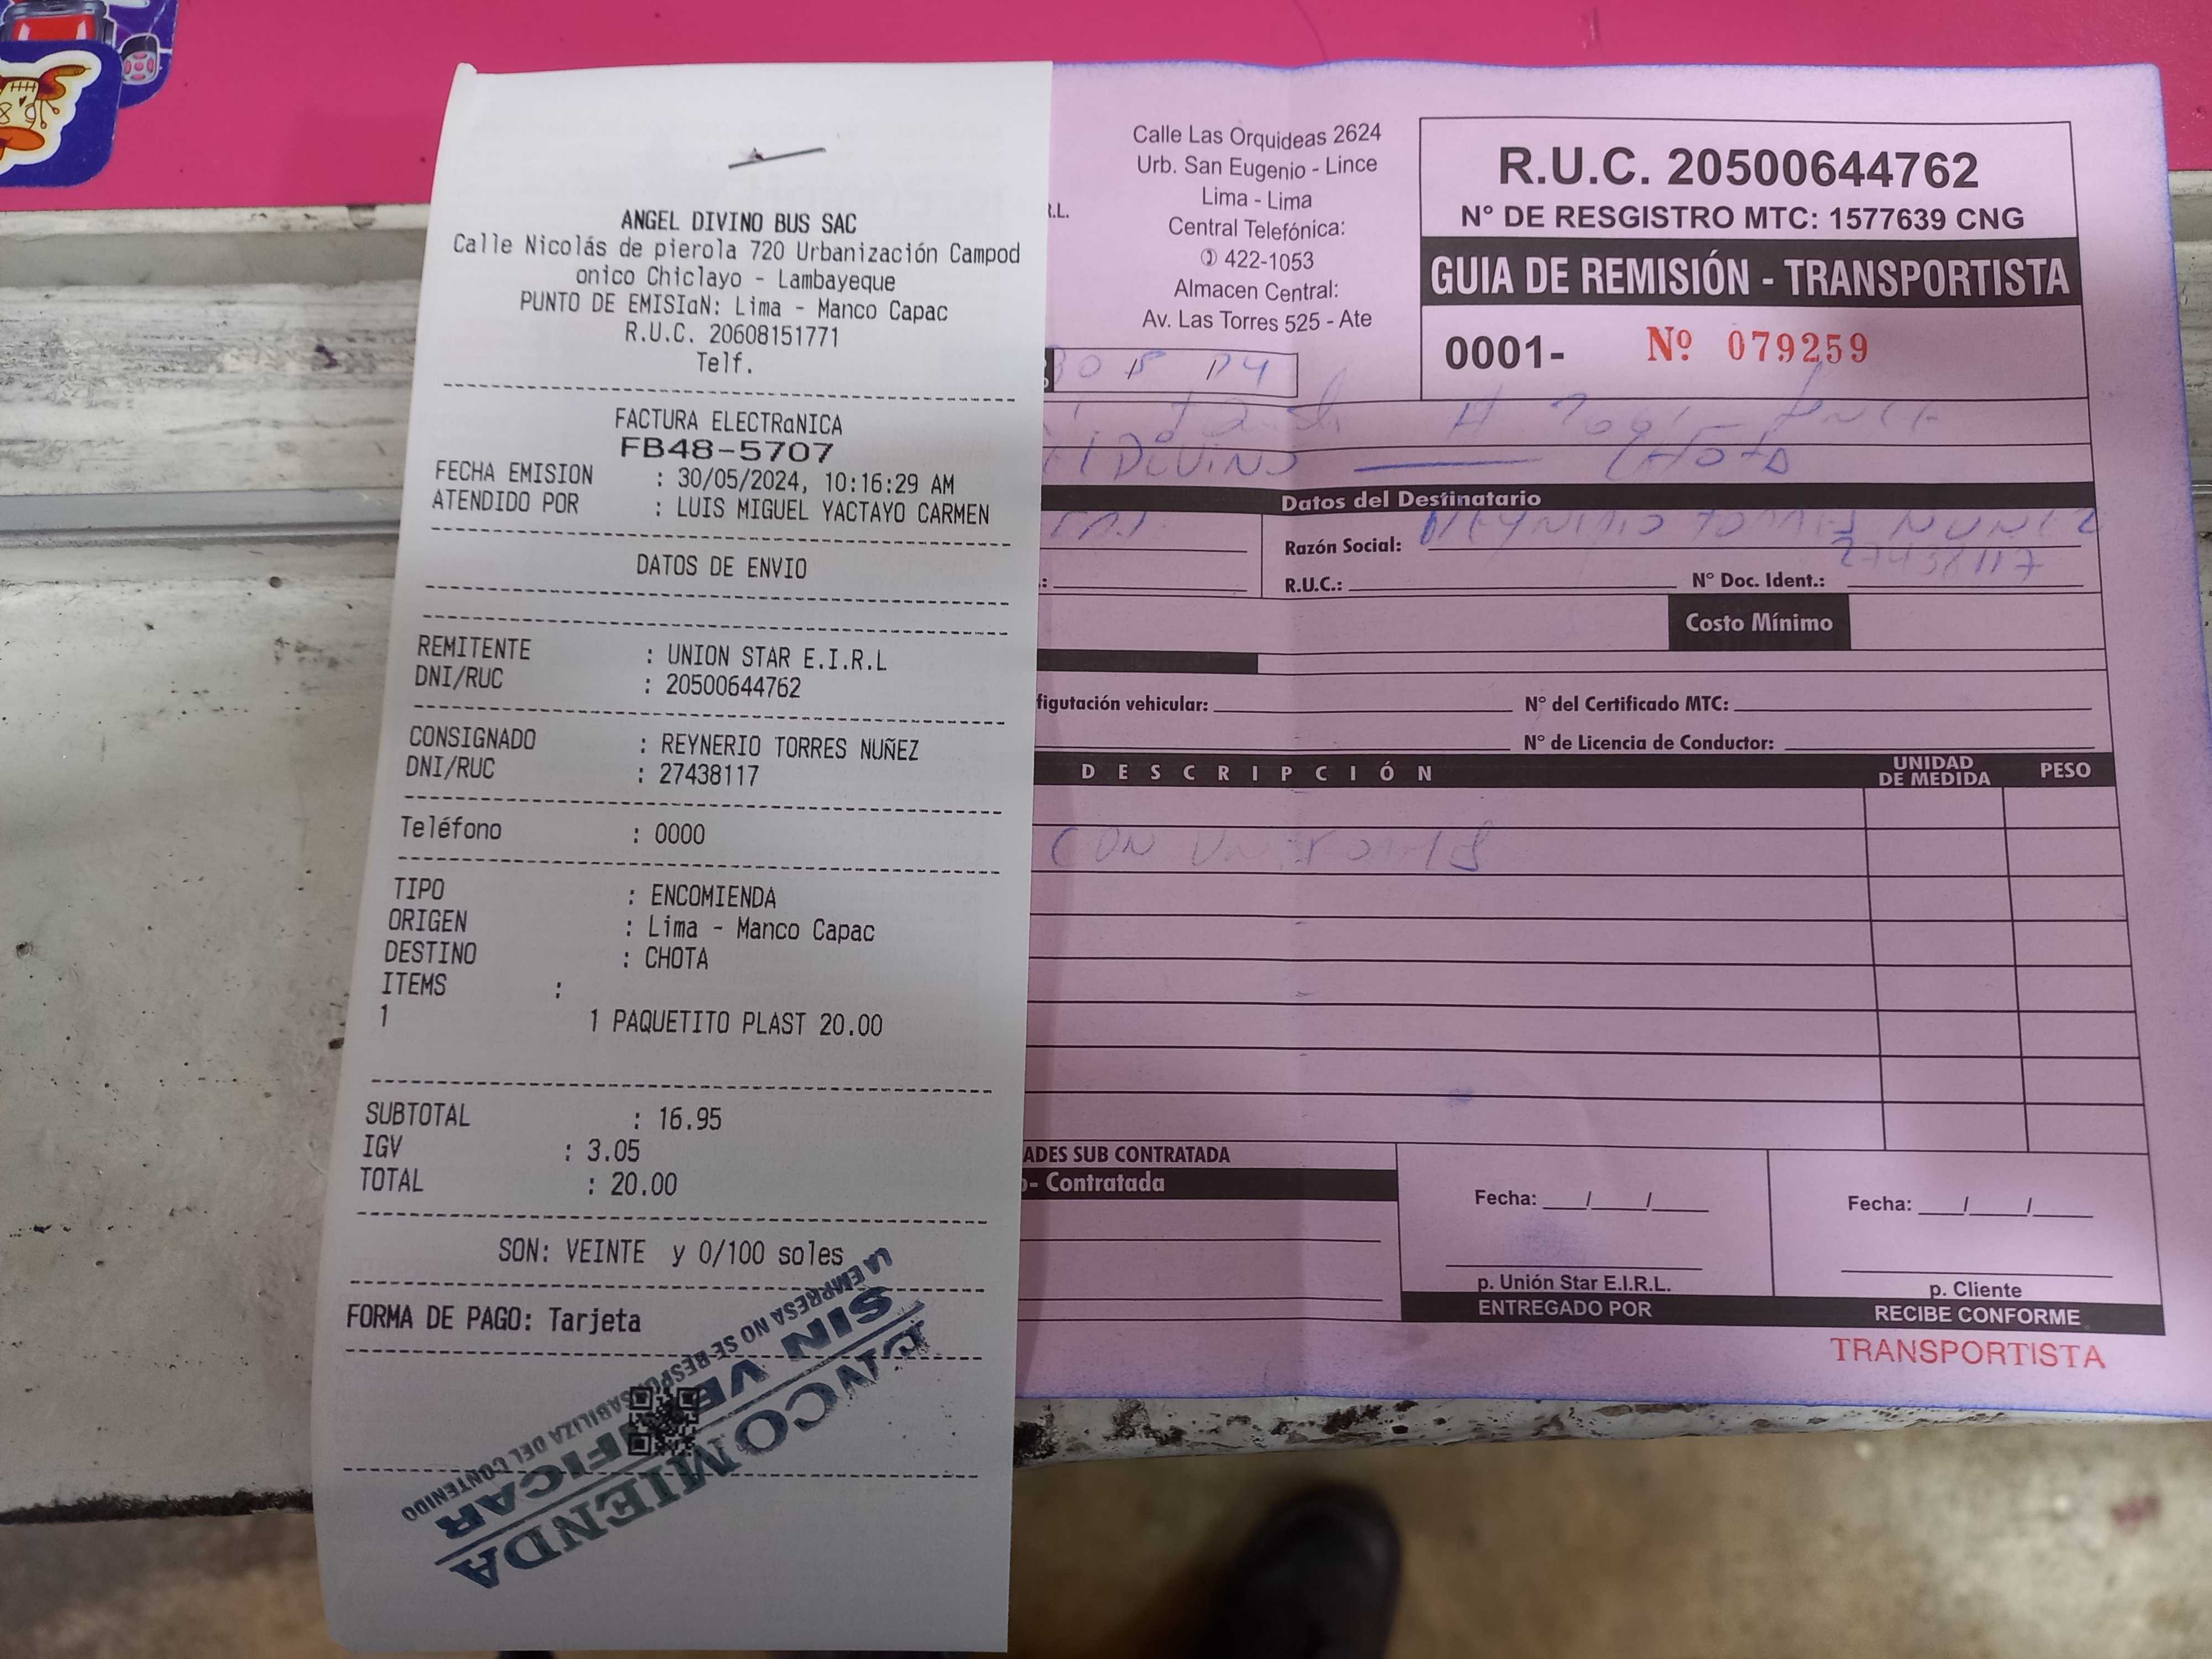 ANGEL DIVINO BUS SAC
Calle Nicolás de pierola 720 Urbanización Campod
onico Chiclayo - Lambayeque
PUNTO DE EMISIαN: Lima - Manco Capac
R.U.C. 20608151771
Telf.
FACTURA ELECTRαNICA
FB48-5707
FECHA EMISION : 30/05/2024, 10:16:29 AM
ATENDIDO POR : LUIS MIGUEL YACTAYO CARMEN
DATOS DE ENVIO
REMITENTE : UNION STAR E.I.R.L
DNI/RUC : 20500644762
CONSIGNADO : REYNERIO TORRES NUÑEZ
DNI/RUC : 27438117
Teléfono : 0000
TIPO : ENCOMIENDA
ORIGEN : Lima - Manco Capac
DESTINO : CHOTA
ITEMS :
1 1 PAQUETITO PLAST 20.00
SUBTOTAL : 16.95
IGV : 3.05
TOTAL : 20.00
SON: VEINTE y 0/100 soles
FORMA DE PAGO: Tarjeta
ENCOMIENDA
SIN VERIFICAR
LA EMPRESA NO SE RESPONSABILIZA DEL CONTENIDO
R.L.
Calle Las Orquideas 2624
Urb. San Eugenio - Lince
Lima - Lima
Central Telefónica:
422-1053
Almacen Central:
Av. Las Torres 525 - Ate
R.U.C. 20500644762
N° DE RESGISTRO MTC: 1577639 CNG
GUIA DE REMISIÓN - TRANSPORTISTA
0001- Nº 079259
DIVINO CHOTA
Datos del Destinatario
Razón Social: NUNEZ
27438117
R.U.C.: N° Doc. Ident.:
Costo Mínimo
figutación vehicular: N° del Certificado MTC:
N° de Licencia de Conductor:
DESCRIPCIÓN UNIDAD DE MEDIDA PESO
CON
ADES SUB CONTRATADA
- Contratada
Fecha: / / Fecha: / /
p. Unión Star E.I.R.L. p. Cliente
ENTREGADO POR RECIBE CONFORME
TRANSPORTISTA